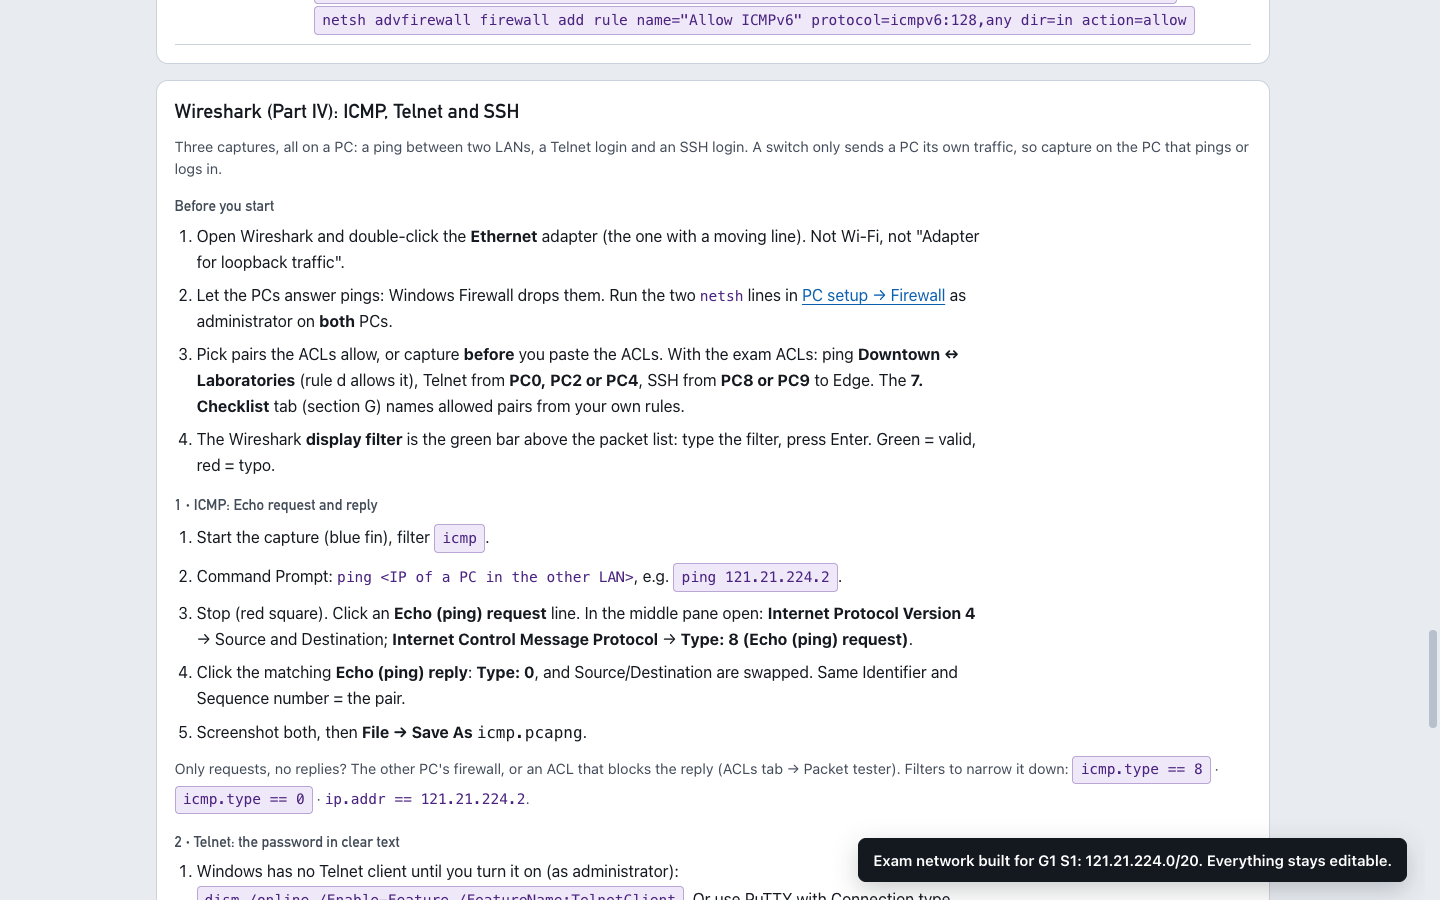 netsh advfirewall firewall add rule name="Allow ICMPv6" protocol=icmpv6:128,any dir=in action=allow
Wireshark (Part IV): ICMP, Telnet and SSH
Three captures, all on a PC: a ping between two LANs, a Telnet login and an SSH login. A switch only sends a PC its own traffic, so capture on the PC that pings or
logs in.
Before you start
1. Open Wireshark and double-click the Ethernet adapter (the one with a moving line). Not Wi-Fi, not "Adapter
for loopback traffic".
2. Let the PCs answer pings: Windows Firewall drops them. Run the two netsh lines in PC setup → Firewall as
administrator on both PCs.
3. Pick pairs the ACLs allow, or capture before you paste the ACLs. With the exam ACLs: ping Downtown ↔
Laboratories (rule d allows it), Telnet from PC0, PC2 or PC4, SSH from PC8 or PC9 to Edge. The 7.
Checklist tab (section G) names allowed pairs from your own rules.
4. The Wireshark display filter is the green bar above the packet list: type the filter, press Enter. Green = valid,
red = typo.
1 · ICMP: Echo request and reply
1. Start the capture (blue fin), filter icmp.
2. Command Prompt: ping <IP of a PC in the other LAN>, e.g. ping 121.21.224.2.
3. Stop (red square). Click an Echo (ping) request line. In the middle pane open: Internet Protocol Version 4
→ Source and Destination; Internet Control Message Protocol → Type: 8 (Echo (ping) request).
4. Click the matching Echo (ping) reply: Type: 0, and Source/Destination are swapped. Same Identifier and
Sequence number = the pair.
5. Screenshot both, then File → Save As icmp.pcapng.
Only requests, no replies? The other PC's firewall, or an ACL that blocks the reply (ACLs tab → Packet tester). Filters to narrow it down: icmp.type == 8 ·
icmp.type == 0 · ip.addr == 121.21.224.2.
2 · Telnet: the password in clear text
1. Windows has no Telnet client until you turn it on (as administrator):
dism /online /Enable-Feature /FeatureName:TelnetClient. Or use PuTTY with Connection type
Exam network built for G1 S1: 121.21.224.0/20. Everything stays editable.